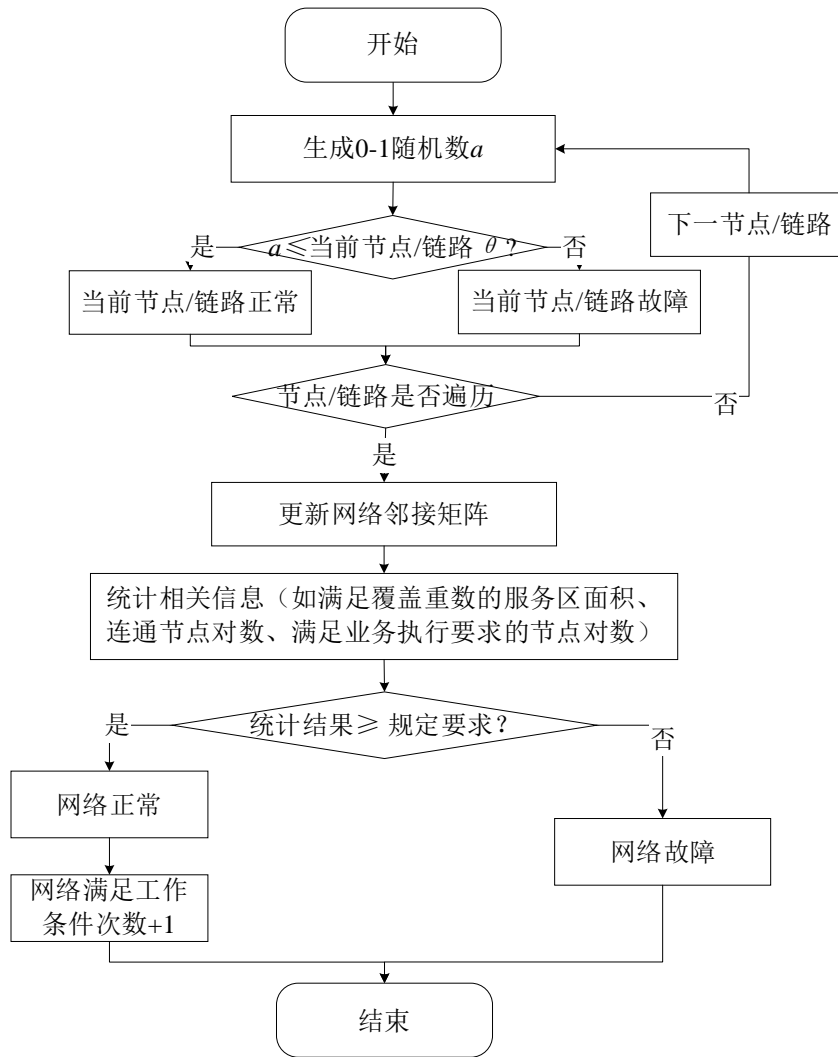 开始
生成0-1随机数a
下一节点/链路
是
a≤当前节点/链路 θ?
否
当前节点/链路正常
当前节点/链路故障
节点/链路是否遍历
否
是
更新网络邻接矩阵
统计相关信息（如满足覆盖重数的服务区面积、
连通节点对数、满足业务执行要求的节点对数）
是
统计结果≥ 规定要求？
否
网络正常
网络故障
网络满足工作
条件次数+1
结束